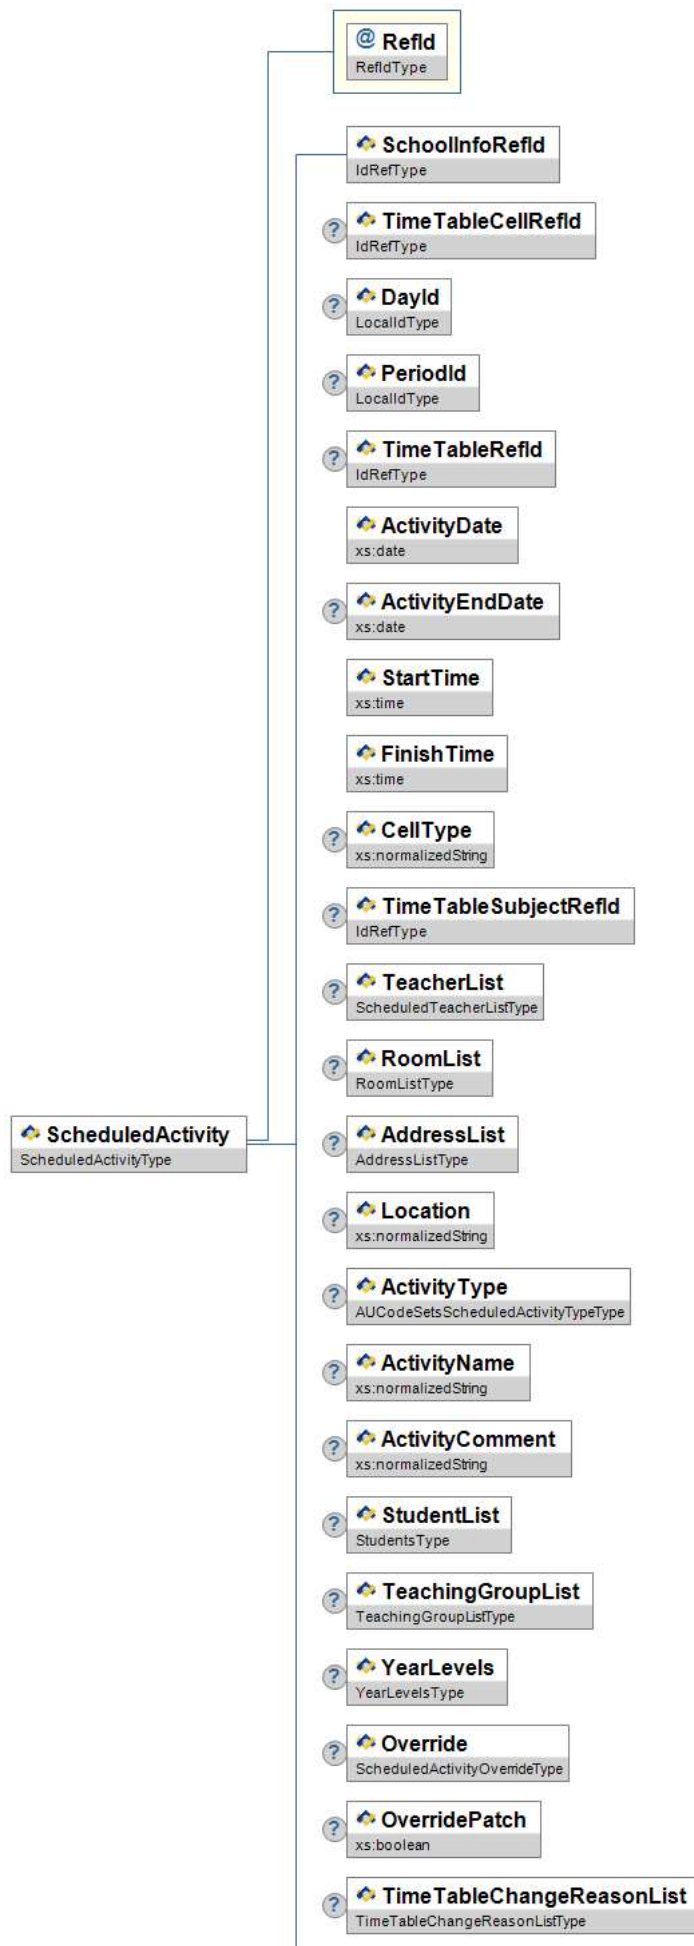 @ RefId
RefIdType
SchoolInfoRefId
IdRefType
? TimeTableCellRefId
IdRefType
? DayId
LocalIdType
? PeriodId
LocalIdType
? TimeTableRefId
IdRefType
ActivityDate
xs:date
? ActivityEndDate
xs:date
StartTime
xs:time
FinishTime
xs:time
? CellType
xs:normalizedString
? TimeTableSubjectRefId
IdRefType
? TeacherList
ScheduledTeacherListType
? RoomList
RoomListType
ScheduledActivity
ScheduledActivityType
? AddressList
AddressListType
? Location
xs:normalizedString
? ActivityType
AUCodeSetsScheduledActivityTypeType
? ActivityName
xs:normalizedString
? ActivityComment
xs:normalizedString
? StudentList
StudentsType
? TeachingGroupList
TeachingGroupListType
? YearLevels
YearLevelsType
? Override
ScheduledActivityOverrideType
? OverridePatch
xs:boolean
? TimeTableChangeReasonList
TimeTableChangeReasonListType